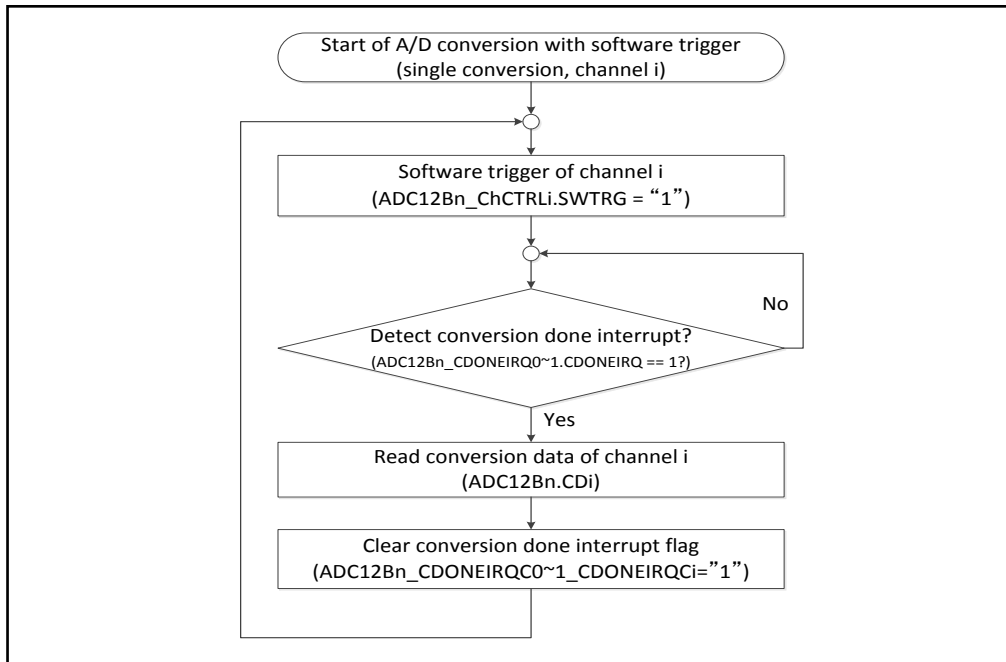 Start of A/D conversion with software trigger
(single conversion, channel i)
Software trigger of channel i
(ADC12Bn_ChCTRLi.SWTRG = “1”)
No
Detect conversion done interrupt?
(ADC12Bn_CDONEIRQ0~1.CDONEIRQ == 1?)
Yes
Read conversion data of channel i
(ADC12Bn.CDi)
Clear conversion done interrupt flag
(ADC12Bn_CDONEIRQC0~1_CDONEIRQCi=”1”)